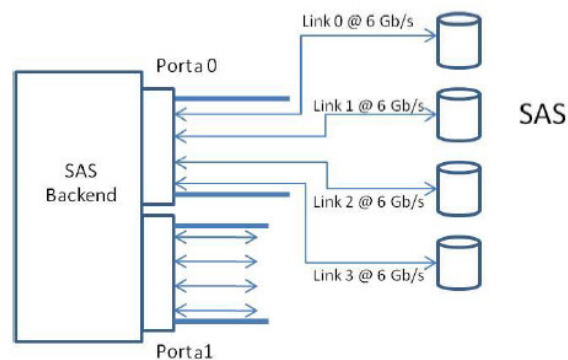 Porta 0
Link 0 @ 6 Gb/s
Link 1 @ 6 Gb/s
SAS
SAS
Backend
Link 2 @ 6 Gb/s
Link 3 @ 6 Gb/s
Porta1